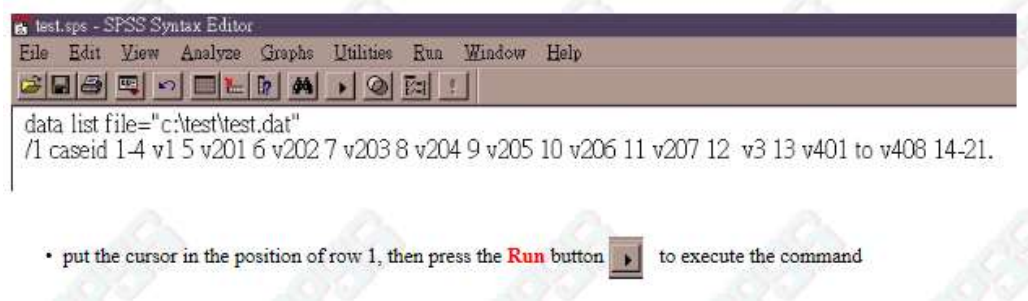 test.sps - SPSS Syntax Editor
File Edit View Analyze Graphs Utilities Run Window Help
data list file="c:\test\test.dat"
/1 caseid 1-4 v1 5 v201 6 v202 7 v203 8 v204 9 v205 10 v206 11 v207 12 v3 13 v401 to v408 14-21.
• put the cursor in the position of row 1, then press the Run button to execute the command